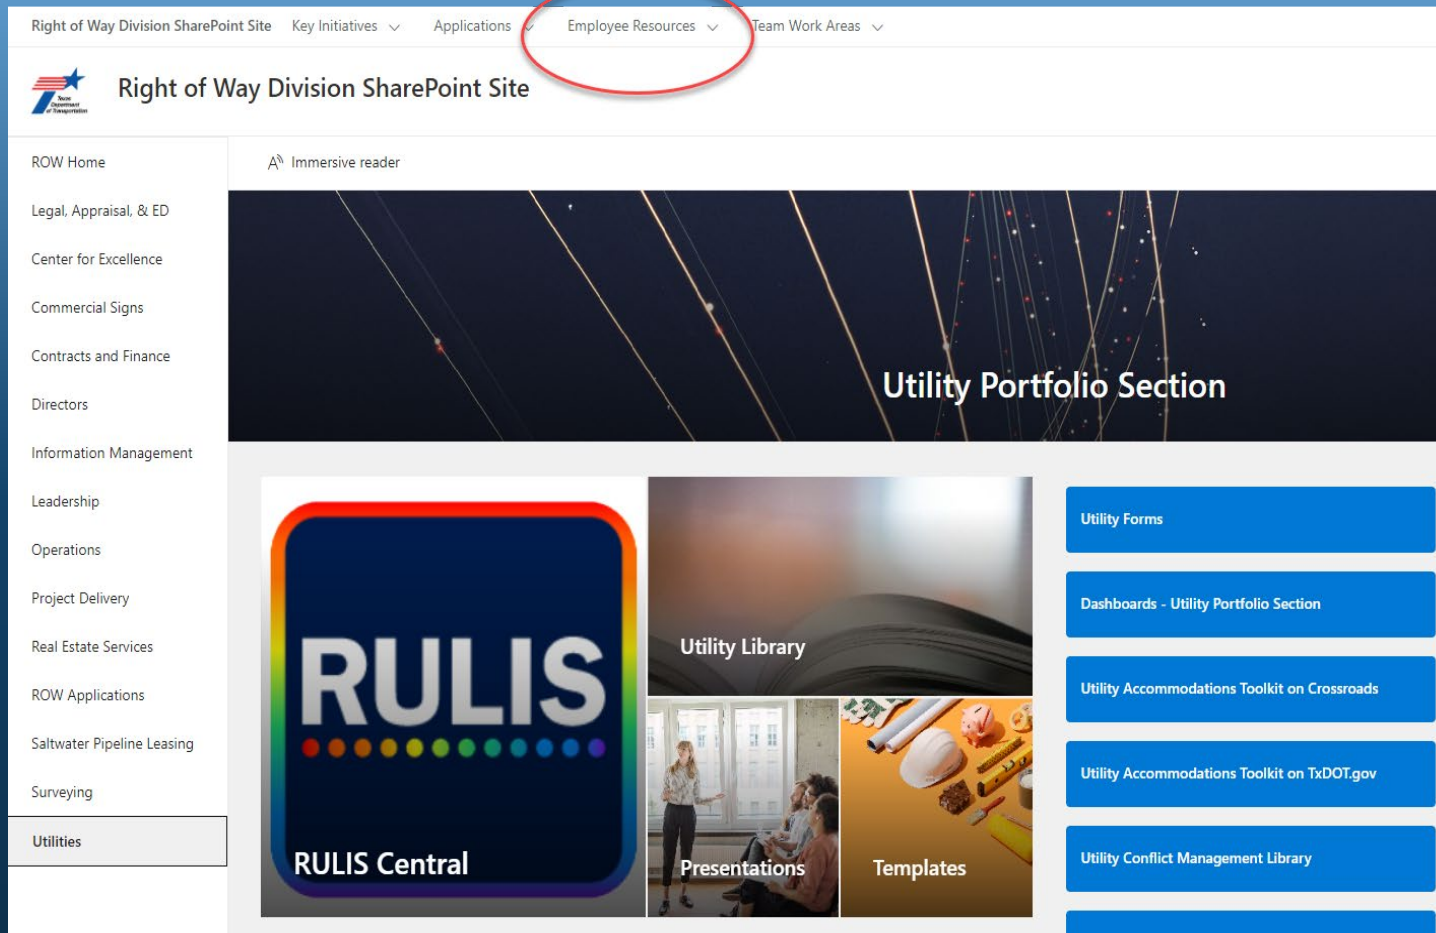 Right of Way Division SharePoint Site Key Initiatives Applications Employee Resources Team Work Areas
Texas
Department
of Transportation
Right of Way Division SharePoint Site
ROW Home
Legal, Appraisal, & ED
Center for Excellence
Commercial Signs
Contracts and Finance
Directors
Information Management
Leadership
Operations
Project Delivery
Real Estate Services
ROW Applications
Saltwater Pipeline Leasing
Surveying
Utilities
Immersive reader
Utility Portfolio Section
RULIS
RULIS Central
Utility Library
Presentations
Templates
Utility Forms
Dashboards - Utility Portfolio Section
Utility Accommodations Toolkit on Crossroads
Utility Accommodations Toolkit on TxDOT.gov
Utility Conflict Management Library